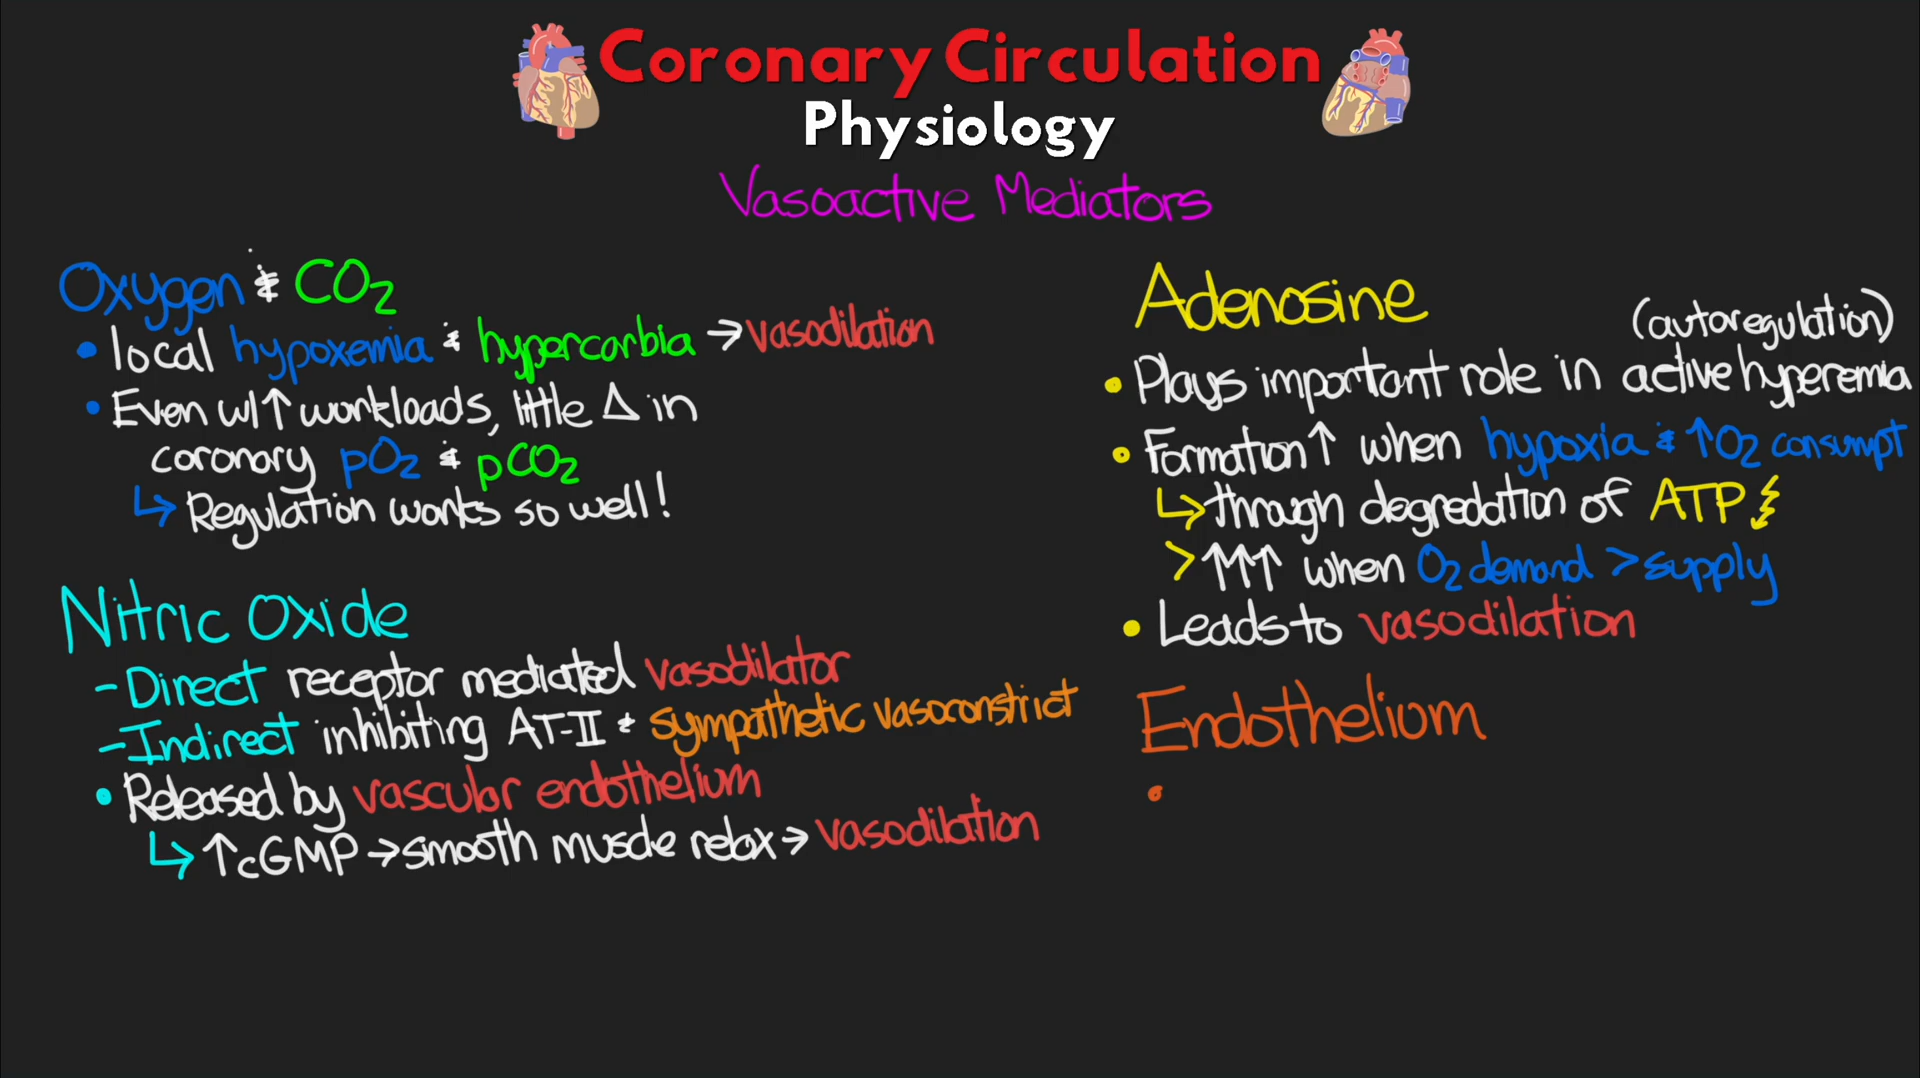 Coronary Circulation
Physiology
Vasoactive Mediators
Oxygen & CO₂
• local hypoxemia & hypercarbia → vasodilation
• Even w/ ↑ workloads, little Δ in
coronary pO₂ & pCO₂
↳ Regulation works so well!
Nitric Oxide
- Direct receptor mediated vasodilator
- Indirect inhibiting AT-II & sympathetic vasoconstrict
• Released by vascular endothelium
↳ ↑cGMP → smooth muscle relax → vasodilation
Adenosine
(autoregulation)
• Plays important role in active hyperemia
• Formation ↑ when hypoxia & ↑O₂ consumpt
↳ through degredation of ATP
> ↑↑↑ when O₂ demand > supply
• Leads to vasodilation
Endothelium
•